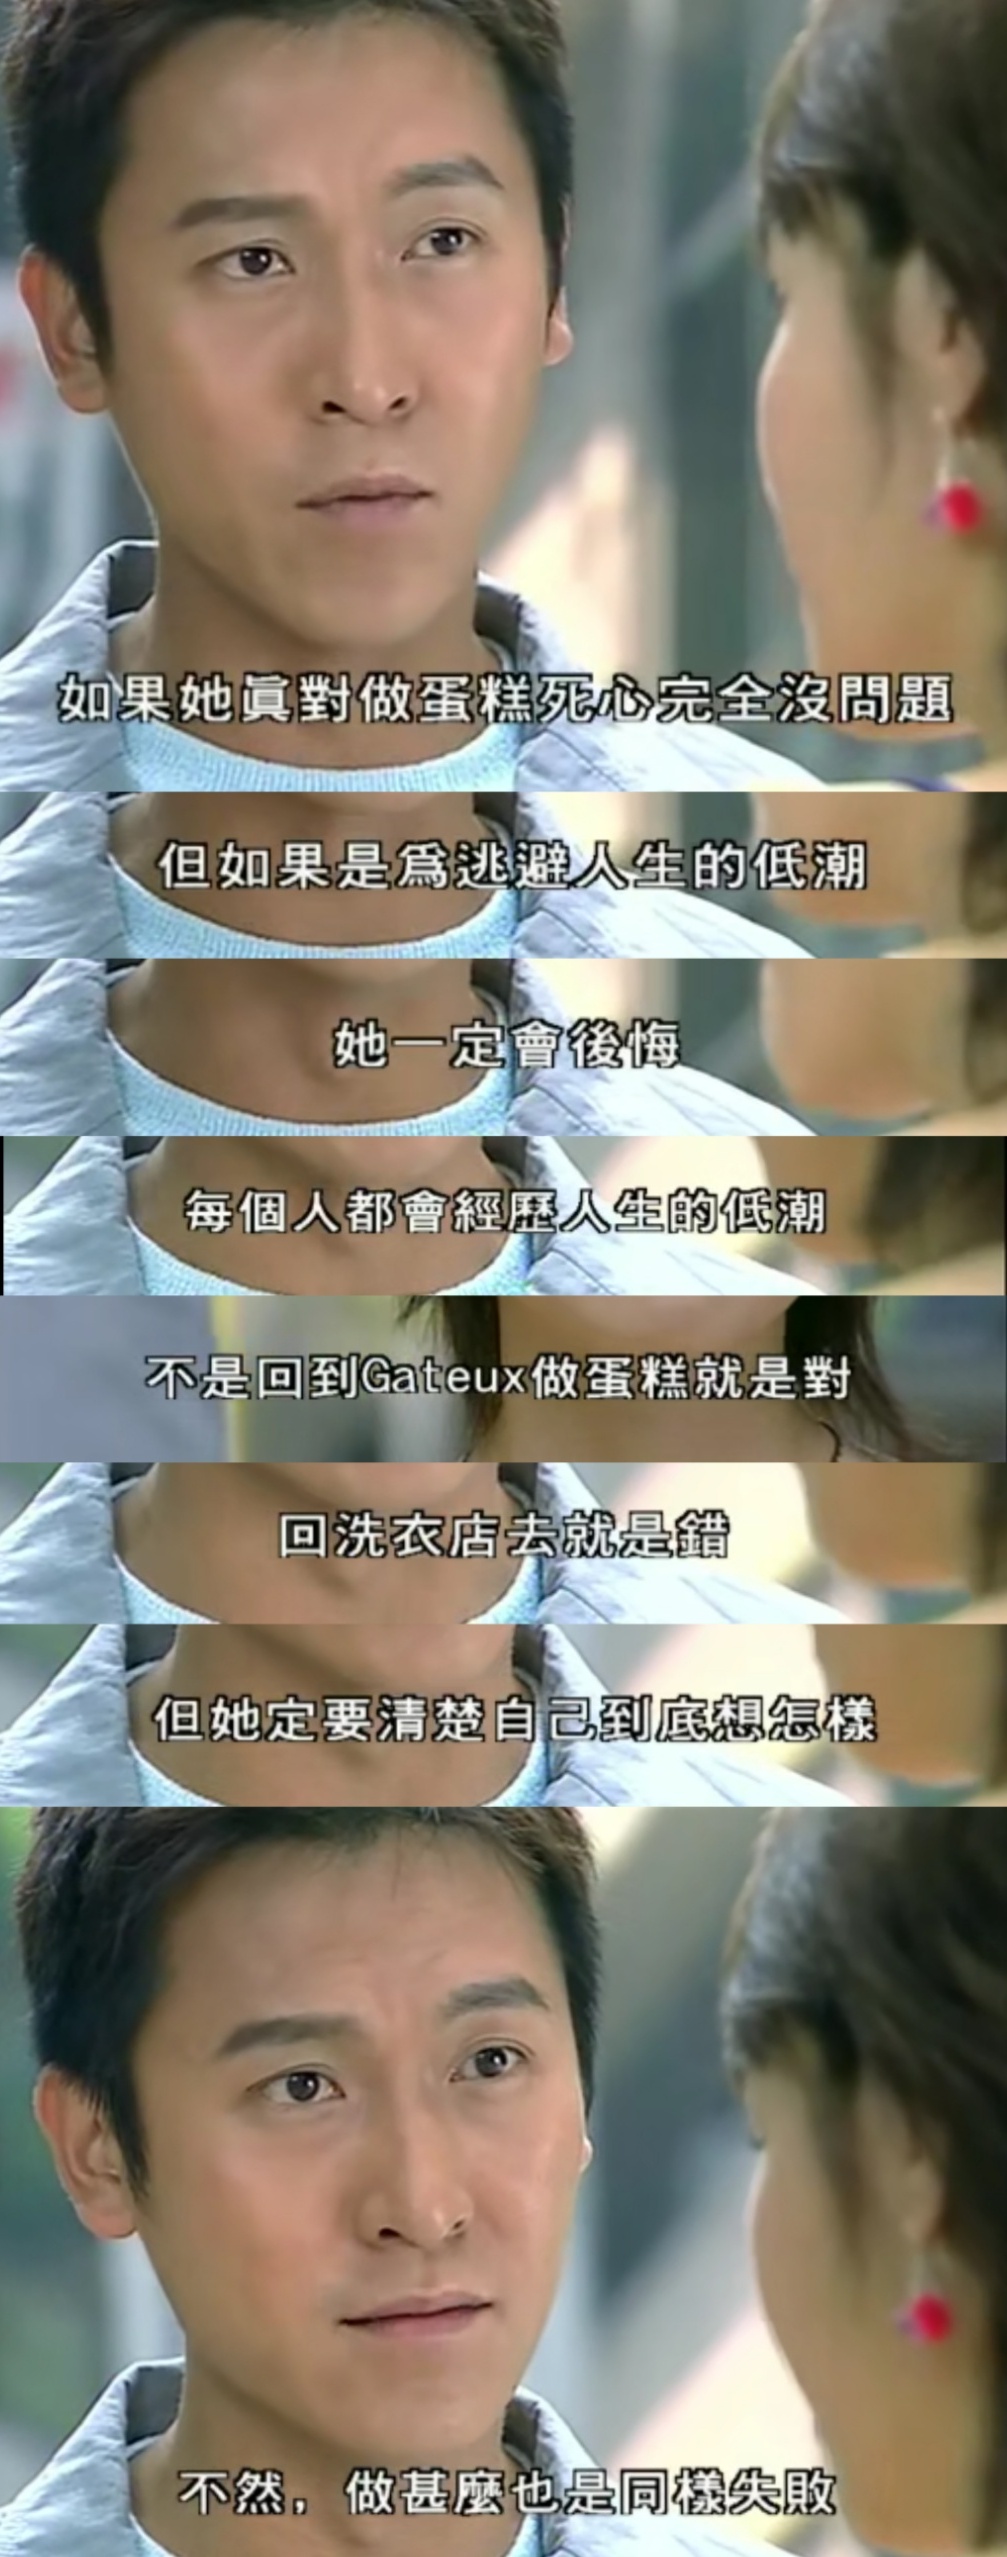 如果她眞對做蛋糕死心完全沒問題
但如果是爲逃避人生的低潮
她一定會後悔
每個人都會經歷人生的低潮
不是回到Gateux做蛋糕就是對
回洗衣店去就是錯
但她定要清楚自己到底想怎樣
不然，做甚麼也是同樣失敗